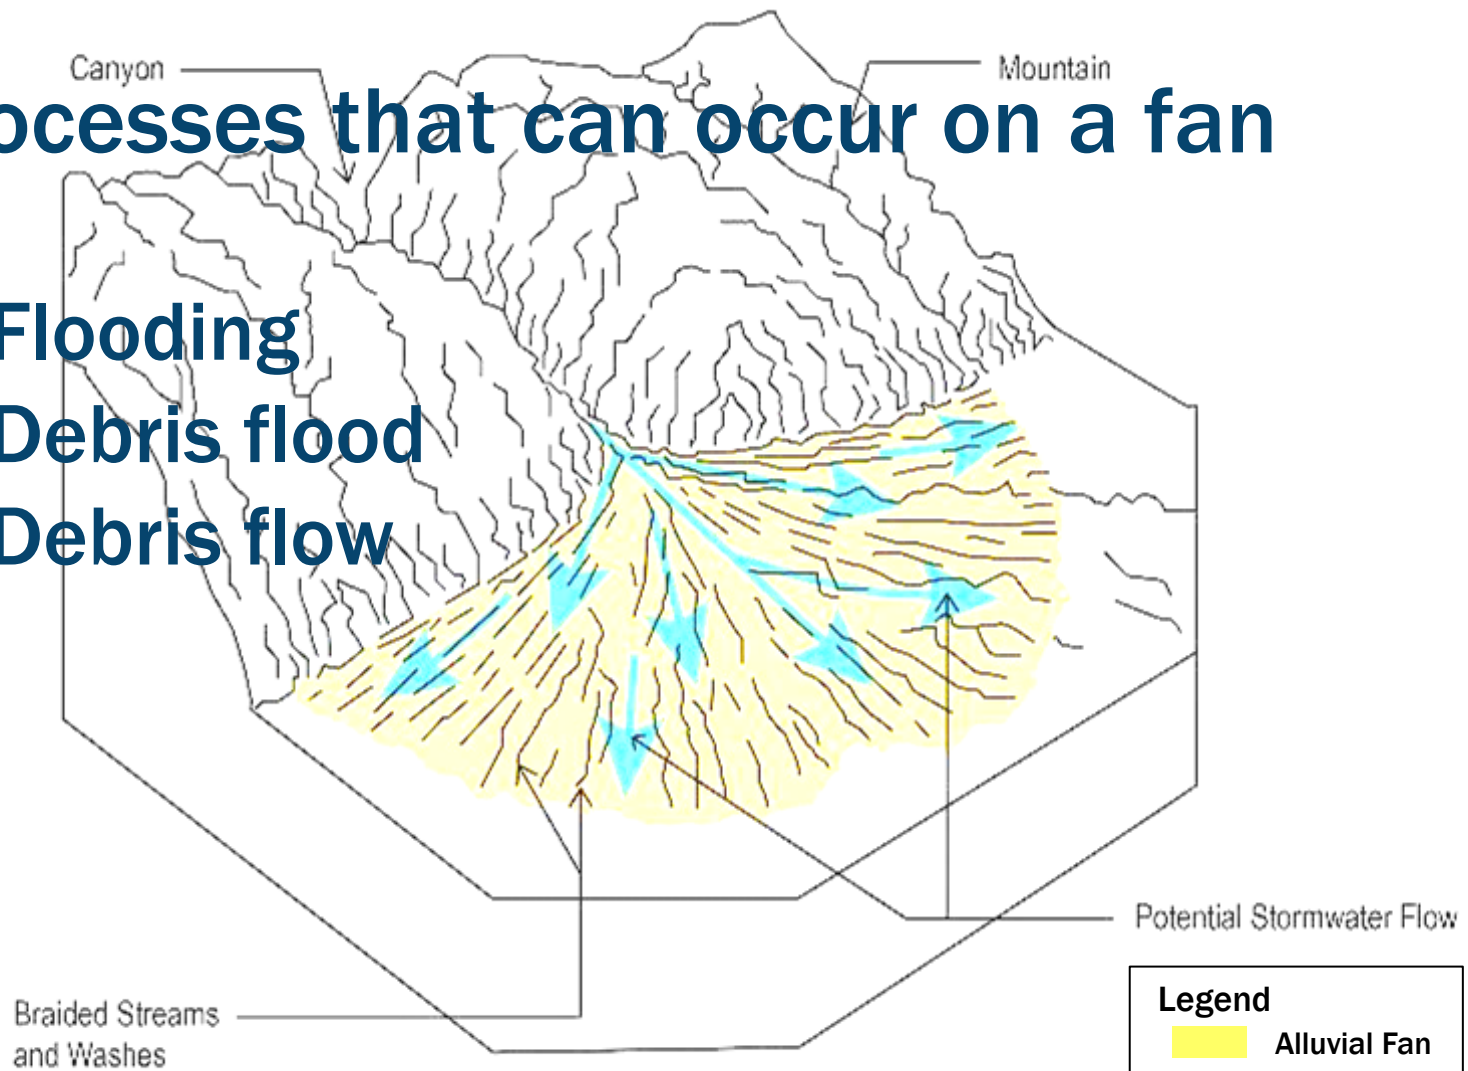 Canyon
Mountain
ocesses that can occur on a fan
Flooding
Debris flood
Debris flow
Potential Stormwater Flow
Braided Streams
and Washes
Legend
Alluvial Fan